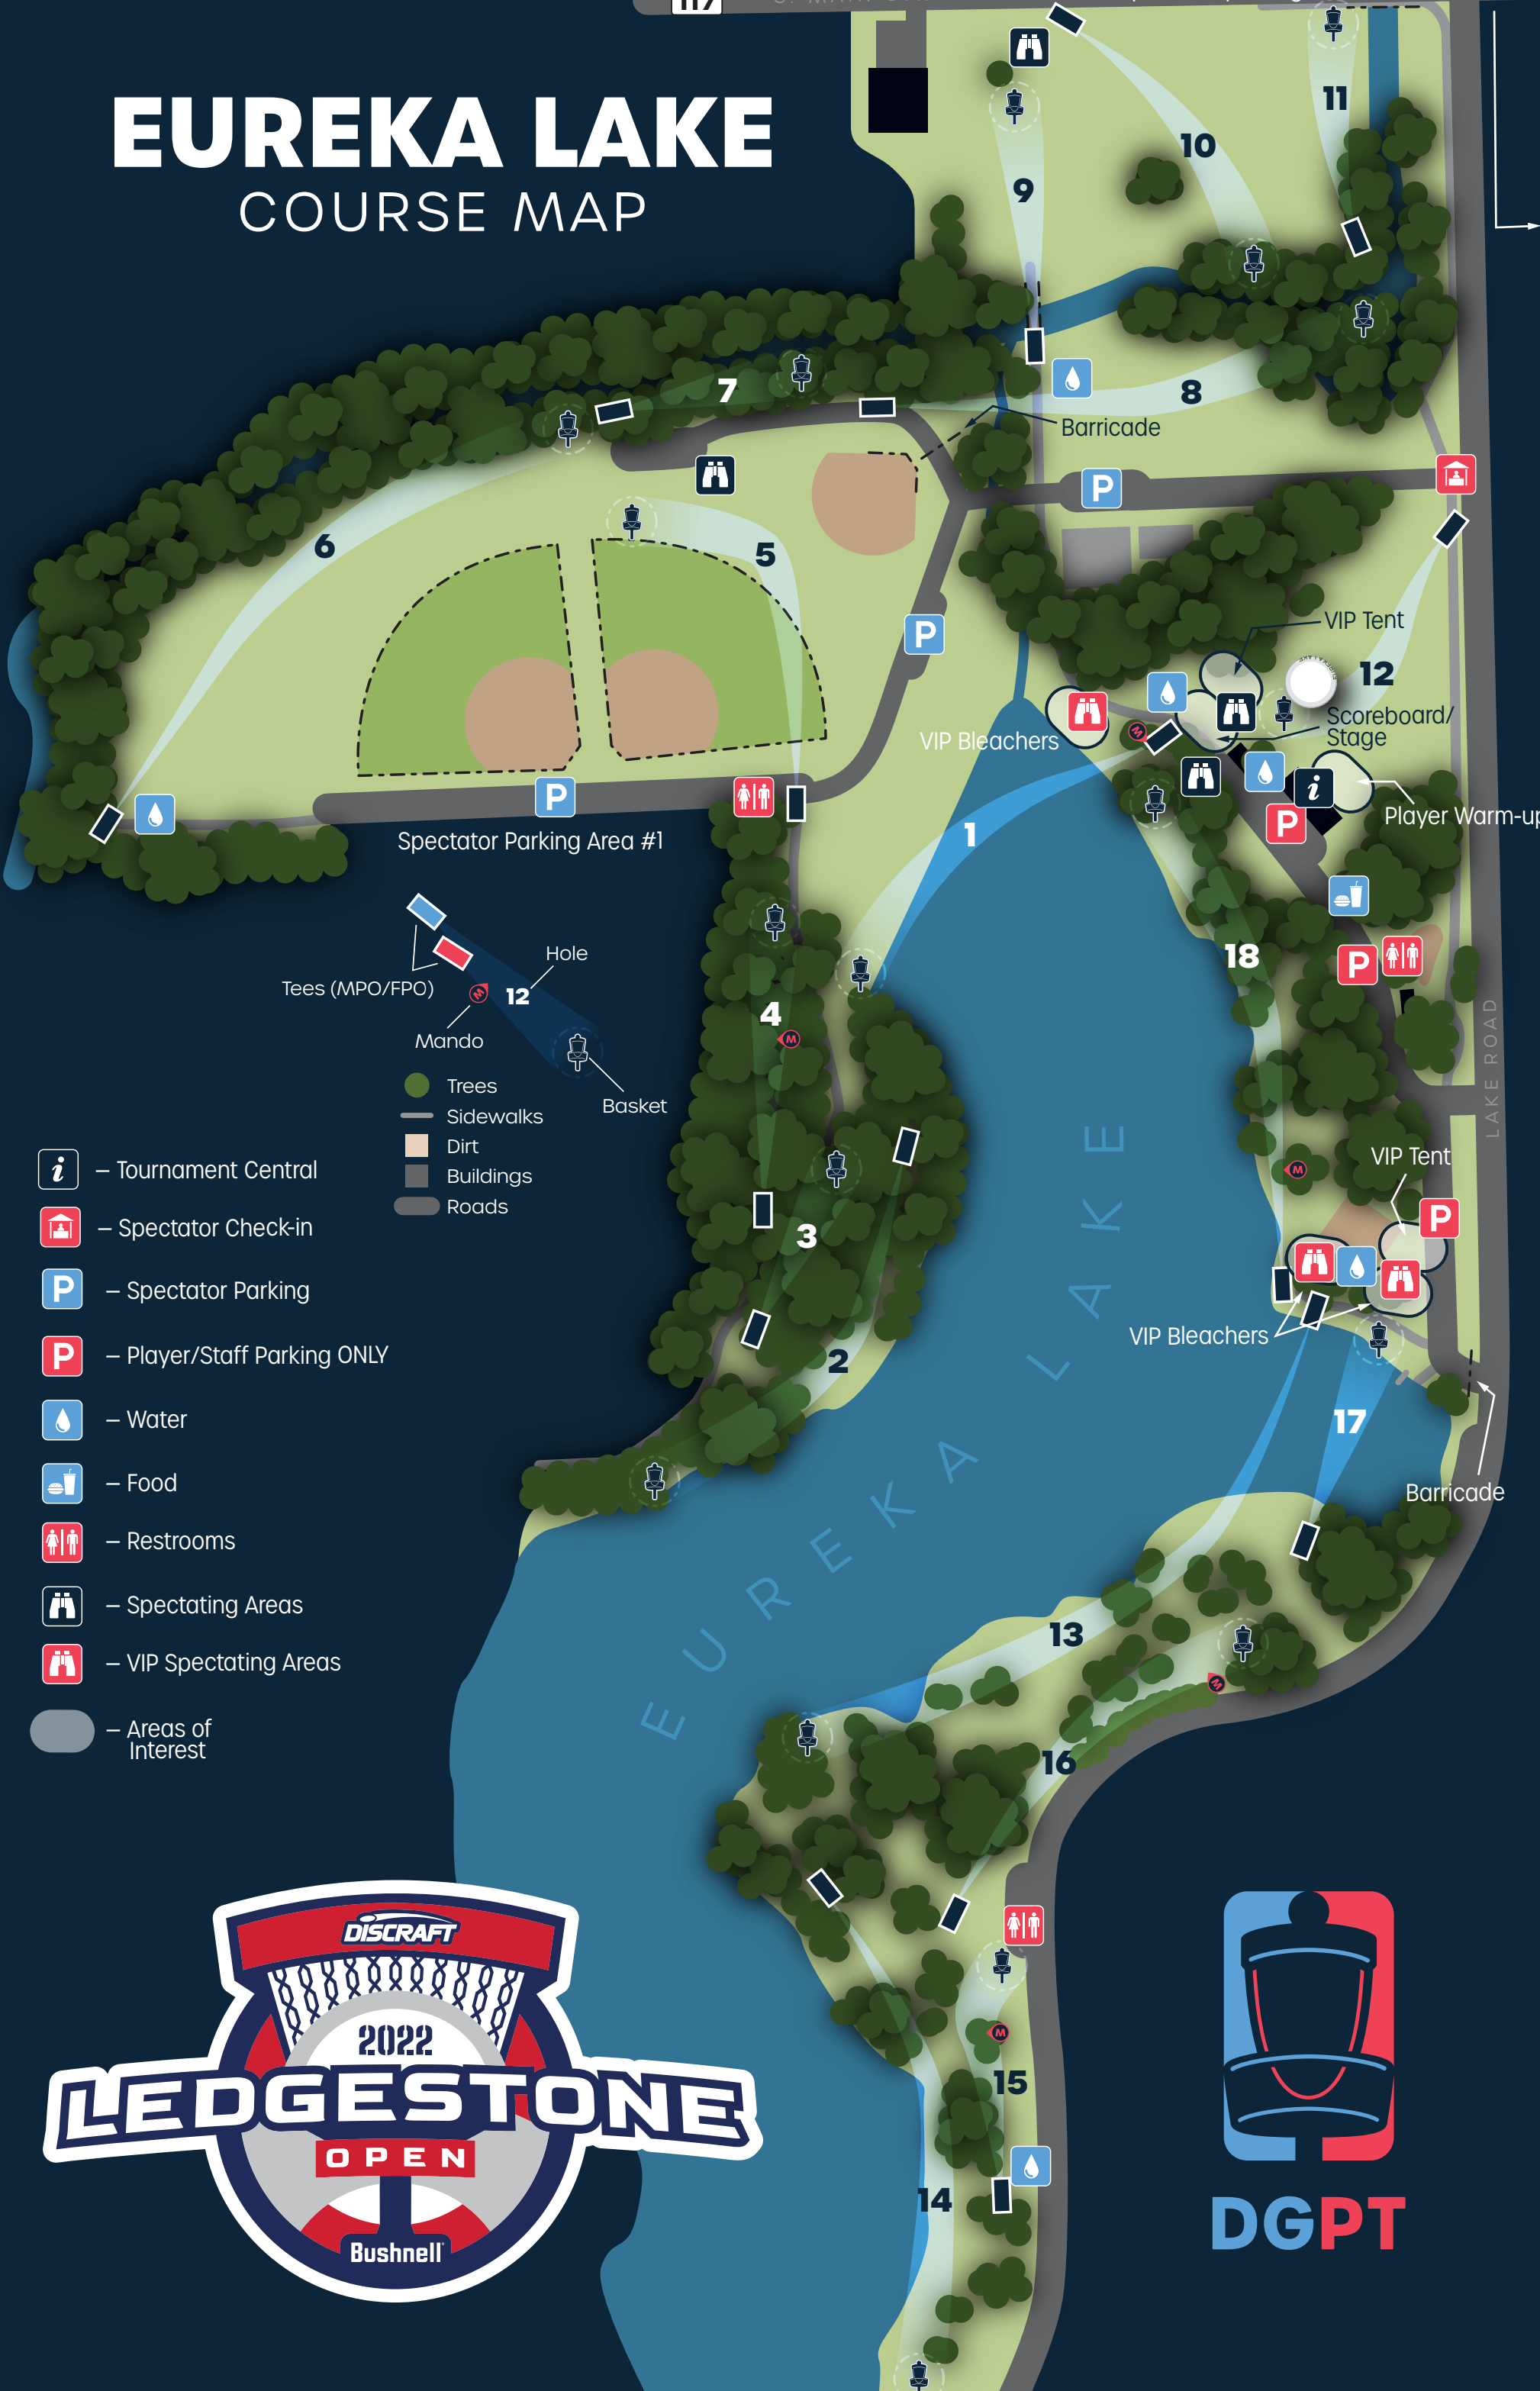 117
EUREKA LAKE
COURSE MAP
11
10
9
8
7
Barricade
P
6
5
VIP Tent
P
12
Scoreboard/
Stage
VIP Bleachers
M
i
Player Warm-up
P
P
Spectator Parking Area #1
1
18
P
Hole
Tees (MPO/FPO)
12
M
Mando
Basket
4
M
LAKE ROAD
Trees
Sidewalks
Dirt
Buildings
Roads
i – Tournament Central
– Spectator Check-in
P – Spectator Parking
P – Player/Staff Parking ONLY
– Water
– Food
– Restrooms
– Spectating Areas
– VIP Spectating Areas
– Areas of
Interest
M
VIP Tent
P
3
VIP Bleachers
2
17
Barricade
EUREKA LAKE
13
M
16
M
15
14
DISCRAFT
2022
LEDGESTONE
OPEN
Bushnell
DGPT